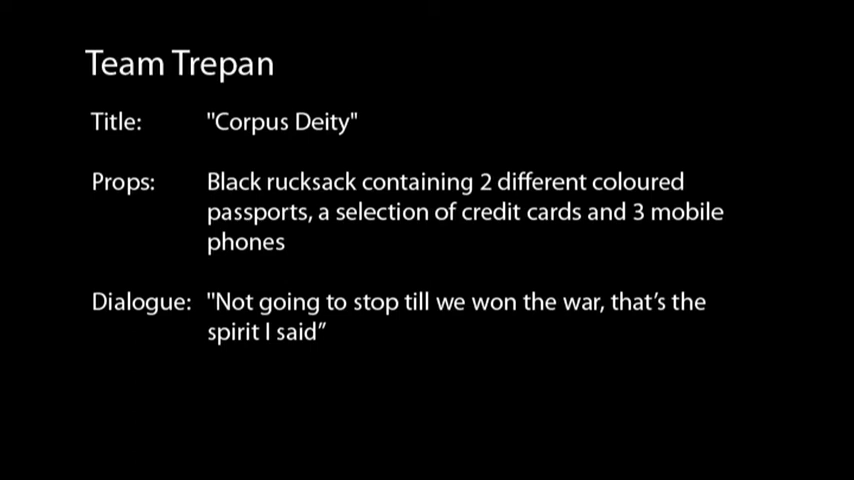 Team Trepan
Title: "Corpus Deity"
Props: Black rucksack containing 2 different coloured
passports, a selection of credit cards and 3 mobile
phones
Dialogue: "Not going to stop till we won the war, that’s the
spirit I said”